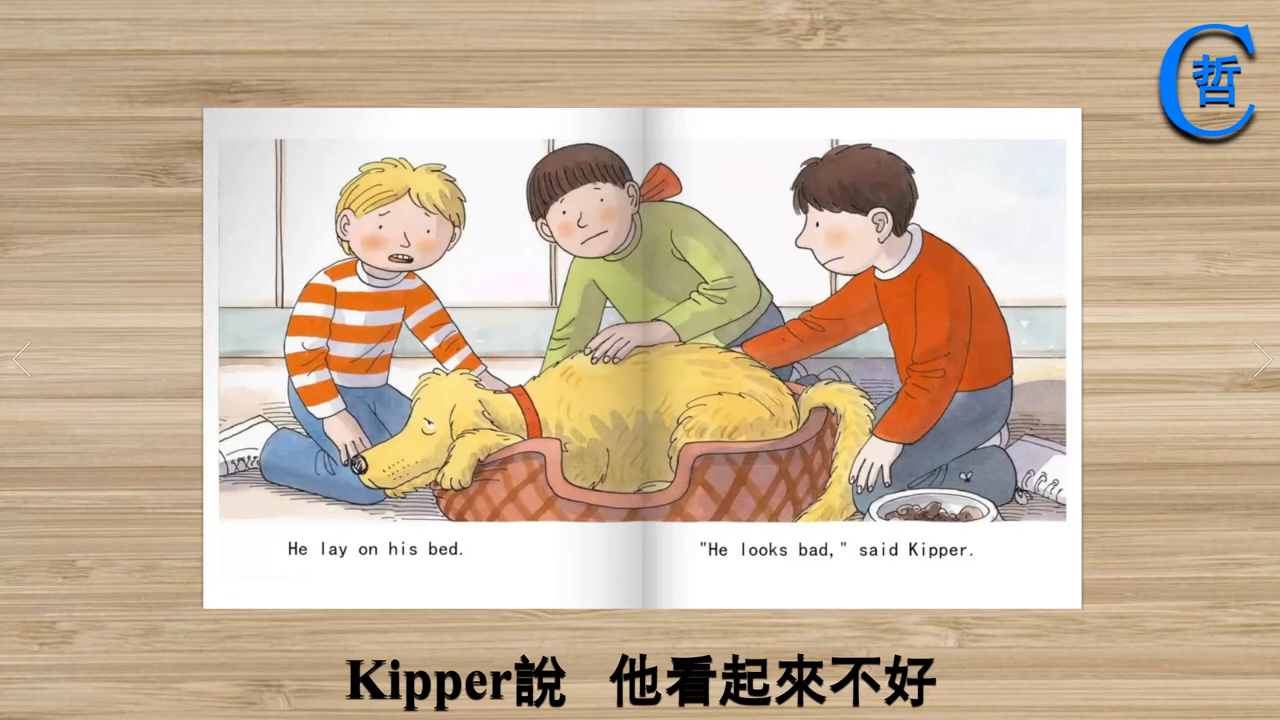 哲
He lay on his bed.
"He looks bad," said Kipper.
Kipper說 他看起來不好